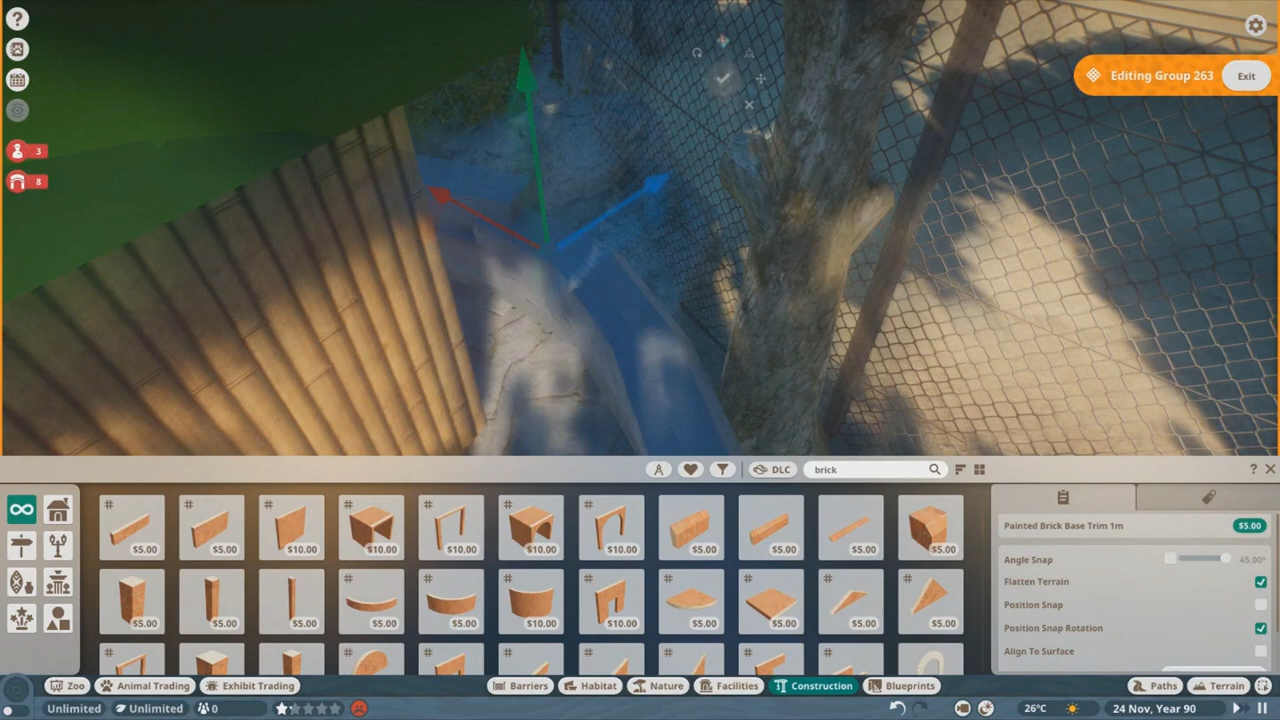 ?
Editing Group 263
Exit
3
8
DLC
brick
?
$5.00
$5.00
$10.00
$10.00
$10.00
$10.00
$10.00
$5.00
$5.00
$5.00
$5.00
$5.00
$5.00
$5.00
$5.00
$5.00
$10.00
$10.00
$5.00
$5.00
$5.00
$5.00
Painted Brick Base Trim 1m
$5.00
Angle Snap
45.00°
Flatten Terrain
Position Snap
Position Snap Rotation
Align To Surface
Zoo
Animal Trading
Exhibit Trading
Barriers
Habitat
Nature
Facilities
Construction
Blueprints
Paths
Terrain
Unlimited
Unlimited
0
26°C
24 Nov, Year 90